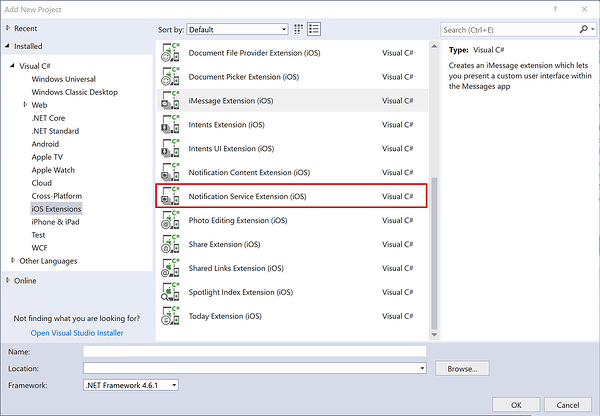 Add New Project
?
Recent
Installed
Visual C#
Windows Universal
Windows Classic Desktop
Web
.NET Core
.NET Standard
Android
Apple TV
Apple Watch
Cloud
Cross-Platform
iOS Extensions
iPhone & iPad
Test
WCF
Other Languages
Online
Not finding what you are looking for?
Open Visual Studio Installer
Sort by: Default
Document File Provider Extension (iOS) Visual C#
Document Picker Extension (iOS) Visual C#
iMessage Extension (iOS) Visual C#
Intents Extension (iOS) Visual C#
Intents UI Extension (iOS) Visual C#
Notification Content Extension (iOS) Visual C#
Notification Service Extension (iOS) Visual C#
Photo Editing Extension (iOS) Visual C#
Share Extension (iOS) Visual C#
Shared Links Extension (iOS) Visual C#
Spotlight Index Extension (iOS) Visual C#
Today Extension (iOS) Visual C#
Search (Ctrl+E)
Type: Visual C#
Creates an iMessage extension which lets
you present a custom user interface
within the Messages app
Name:
Location:
Browse...
Framework: .NET Framework 4.6.1
OK Cancel